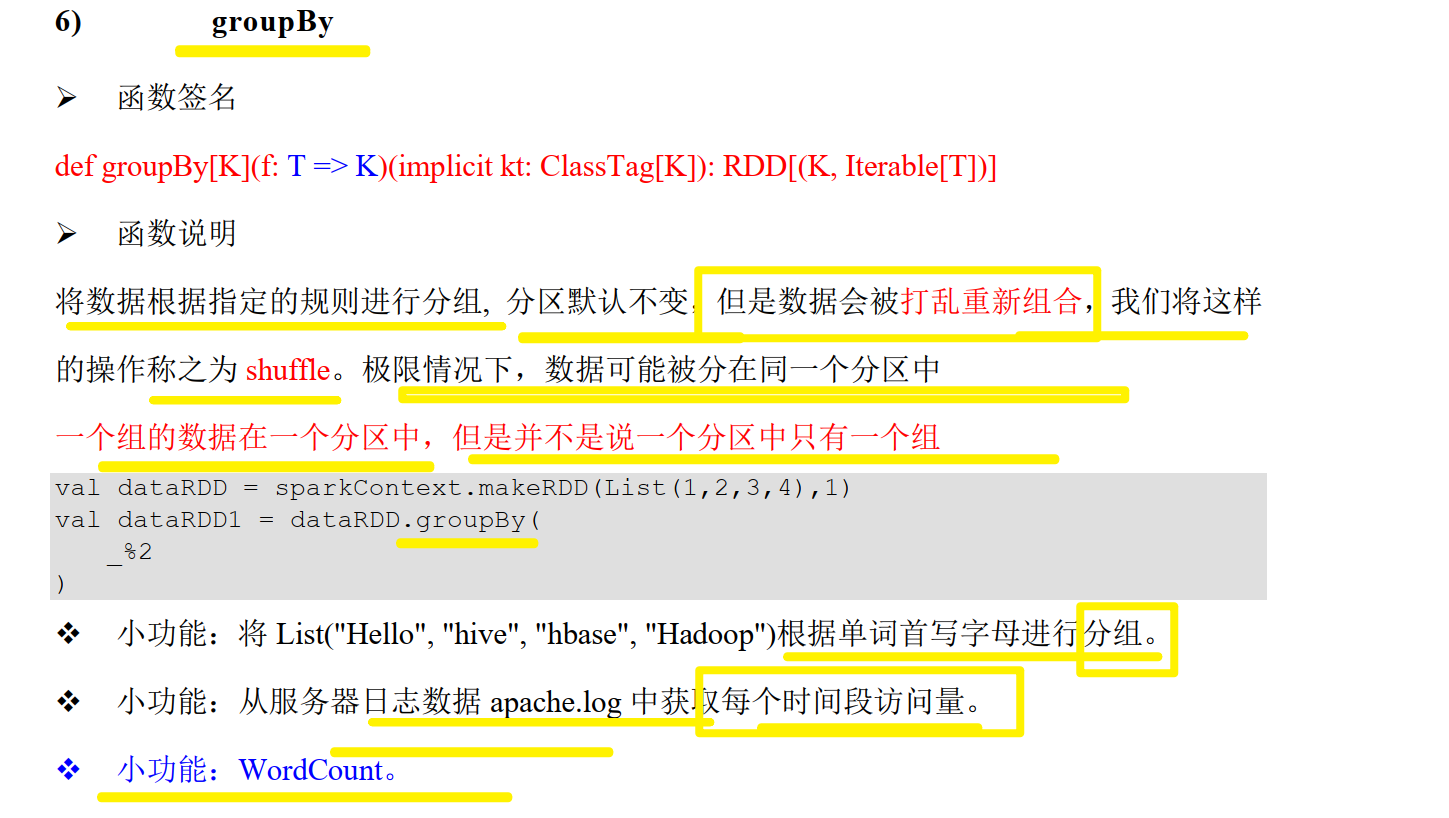 6) groupBy
➢ 函数签名
def groupBy[K](f: T => K)(implicit kt: ClassTag[K]): RDD[(K, Iterable[T])]
➢ 函数说明
将数据根据指定的规则进行分组, 分区默认不变，但是数据会被打乱重新组合，我们将这样
的操作称之为 shuffle。极限情况下，数据可能被分在同一个分区中
一个组的数据在一个分区中，但是并不是说一个分区中只有一个组
val dataRDD = sparkContext.makeRDD(List(1,2,3,4),1)
val dataRDD1 = dataRDD.groupBy(
_%2
)
❖ 小功能：将 List("Hello", "hive", "hbase", "Hadoop")根据单词首写字母进行分组。
❖ 小功能：从服务器日志数据 apache.log 中获取每个时间段访问量。
❖ 小功能：WordCount。